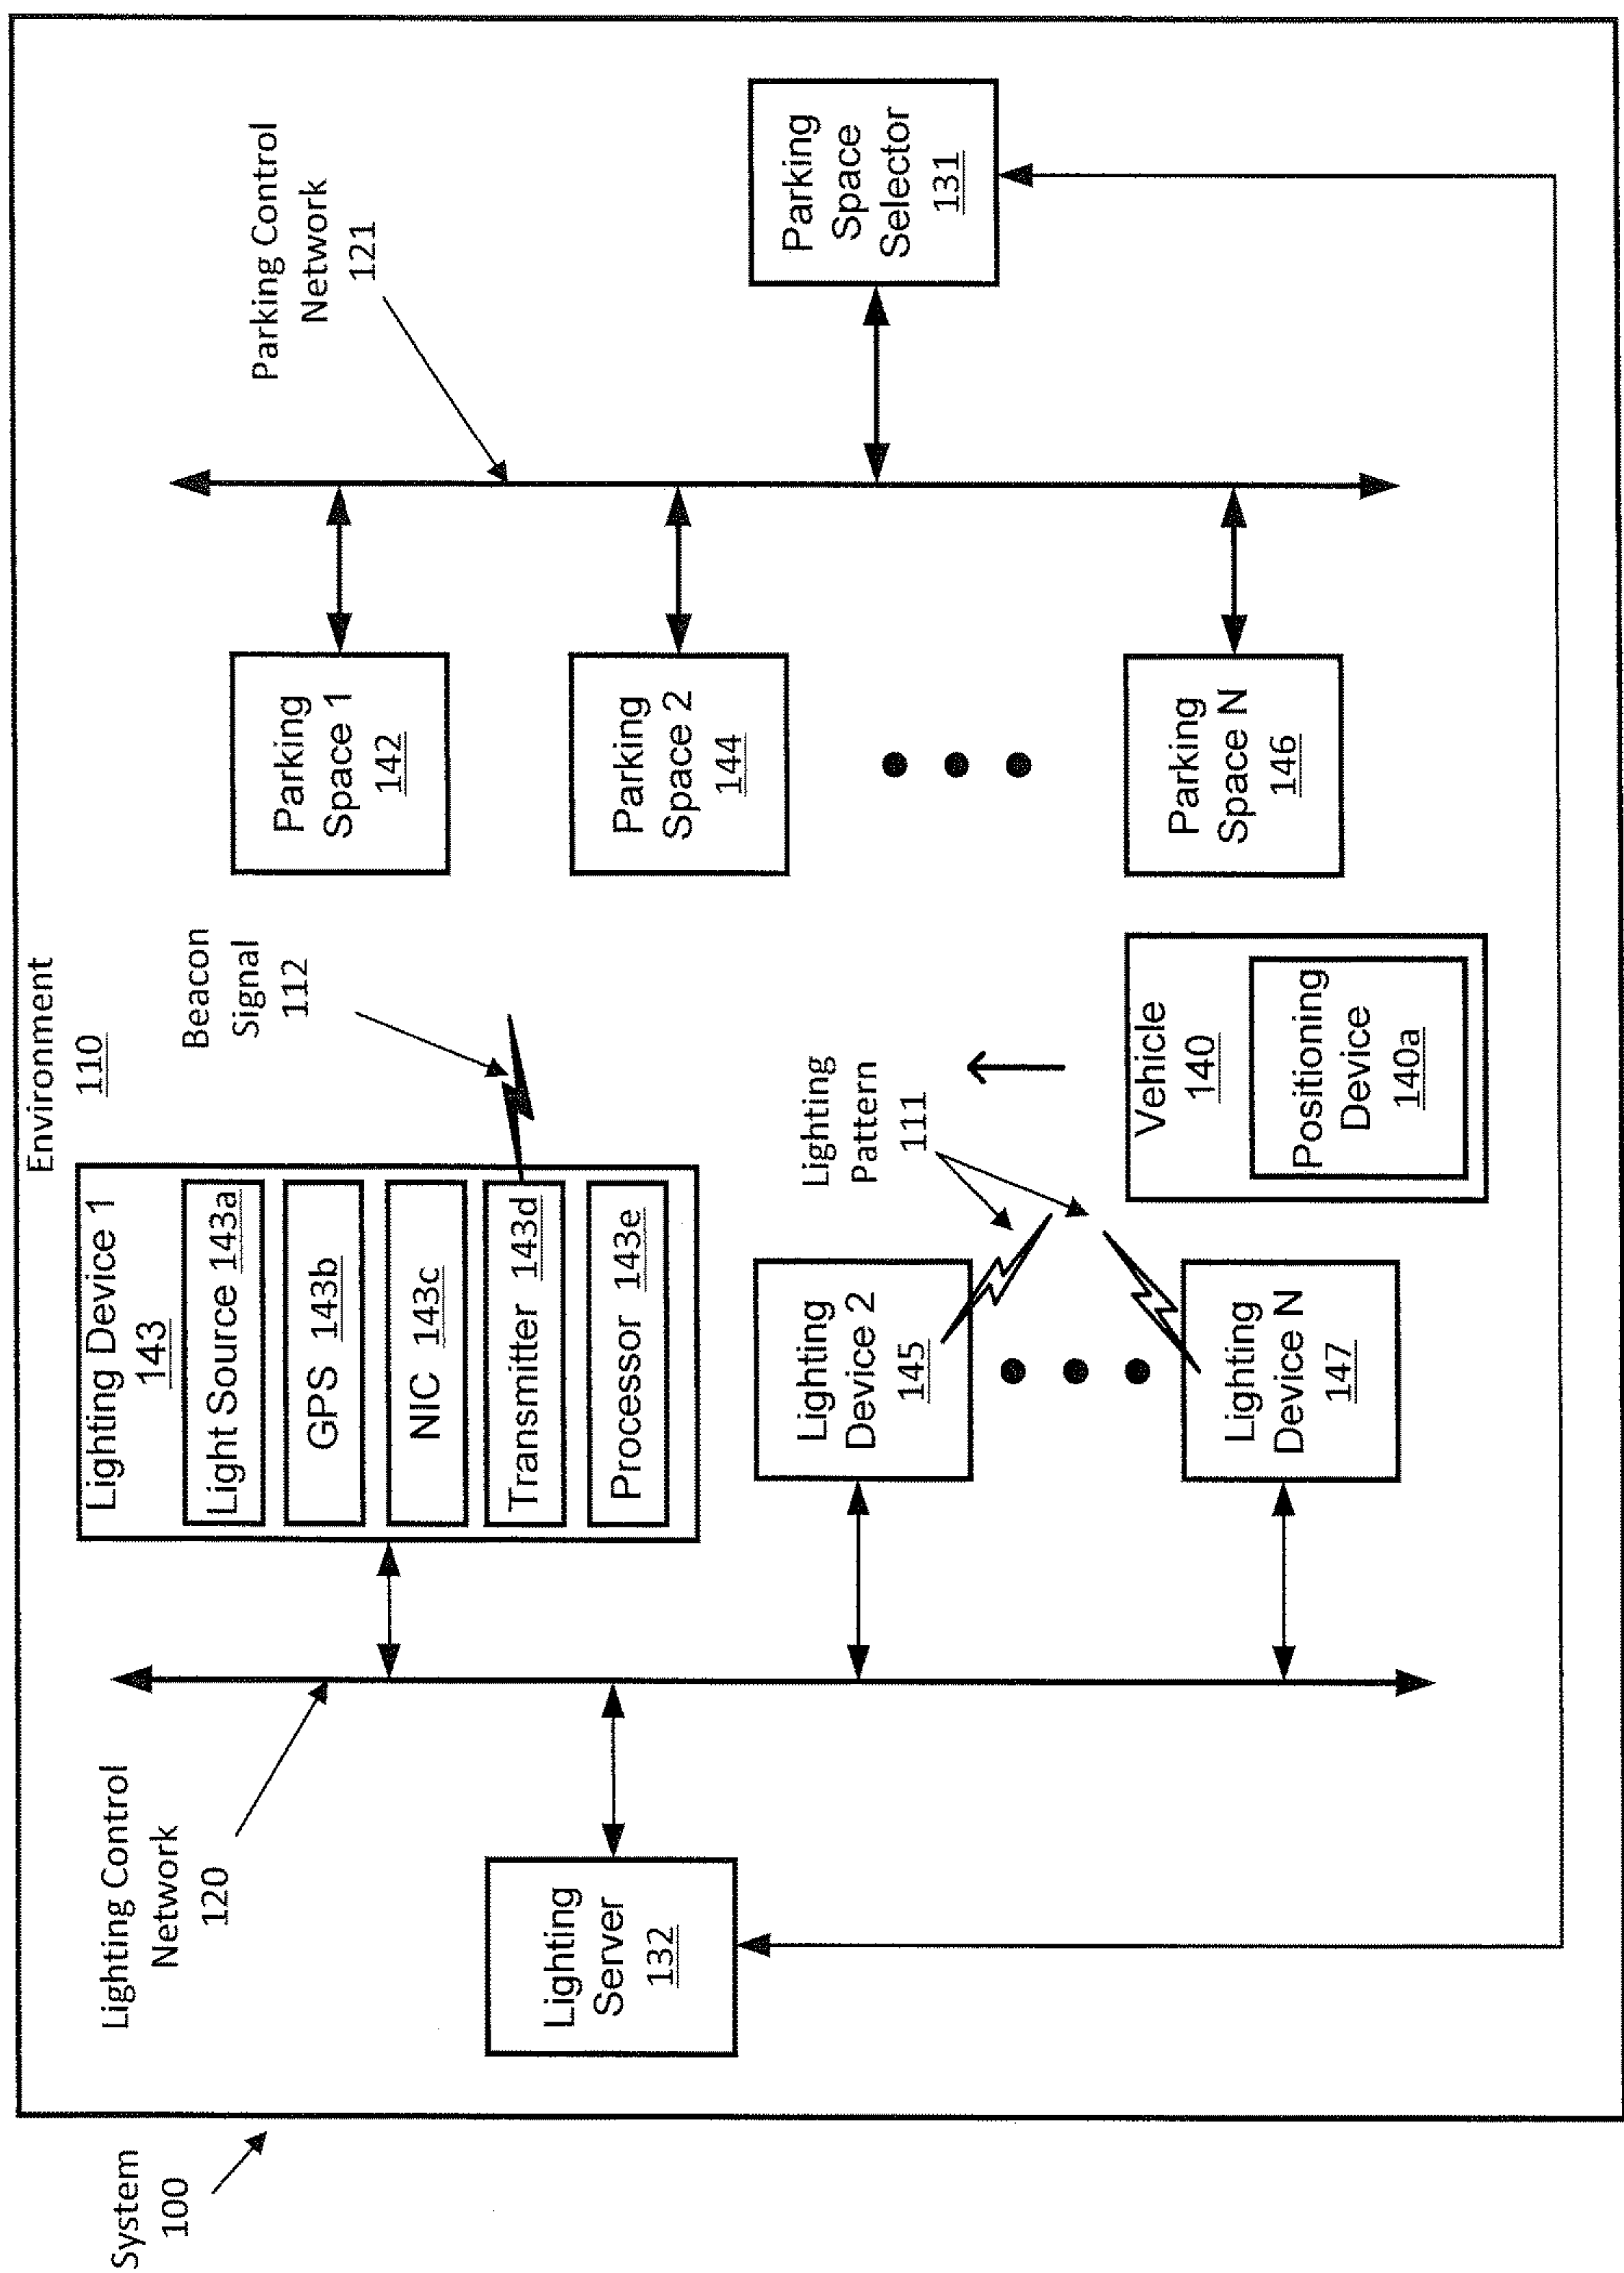 System
100
Environment
110
Lighting Control
Network
120
Lighting
Server
132
Lighting Device 1
143
Light Source 143a
GPS 143b
NIC 143c
Transmitter 143d
Processor 143e
Beacon
Signal
112
Lighting
Device 2
145
Lighting
Device N
147
Lighting
Pattern
111
Vehicle
140
Positioning
Device
140a
Parking
Space 1
142
Parking
Space 2
144
Parking
Space N
146
Parking Control
Network
121
Parking
Space
Selector
131